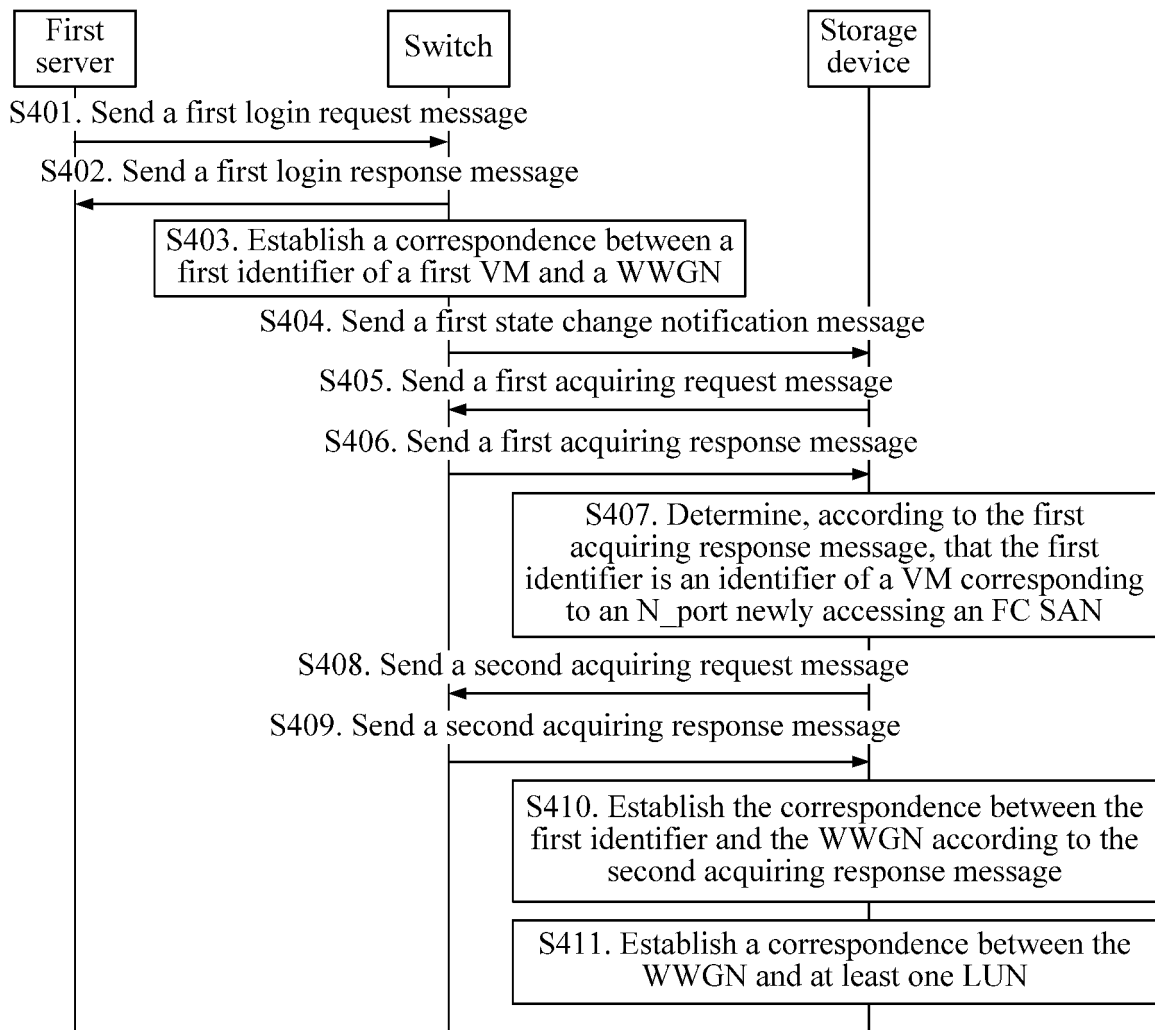 First
server
Switch
Storage
device
S401. Send a first login request message
S402. Send a first login response message
S403. Establish a correspondence between a
first identifier of a first VM and a WWGN
S404. Send a first state change notification message
S405. Send a first acquiring request message
S406. Send a first acquiring response message
S407. Determine, according to the first
acquiring response message, that the first
identifier is an identifier of a VM corresponding
to an N_port newly accessing an FC SAN
S408. Send a second acquiring request message
S409. Send a second acquiring response message
S410. Establish the correspondence between the
first identifier and the WWGN according to the
second acquiring response message
S411. Establish a correspondence between the
WWGN and at least one LUN